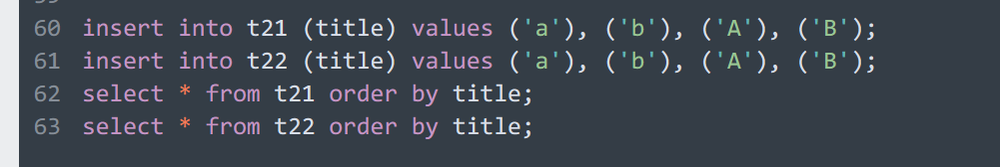 60 insert into t21 (title) values ('a'), ('b'), ('A'), ('B');
61 insert into t22 (title) values ('a'), ('b'), ('A'), ('B');
62 select * from t21 order by title;
63 select * from t22 order by title;